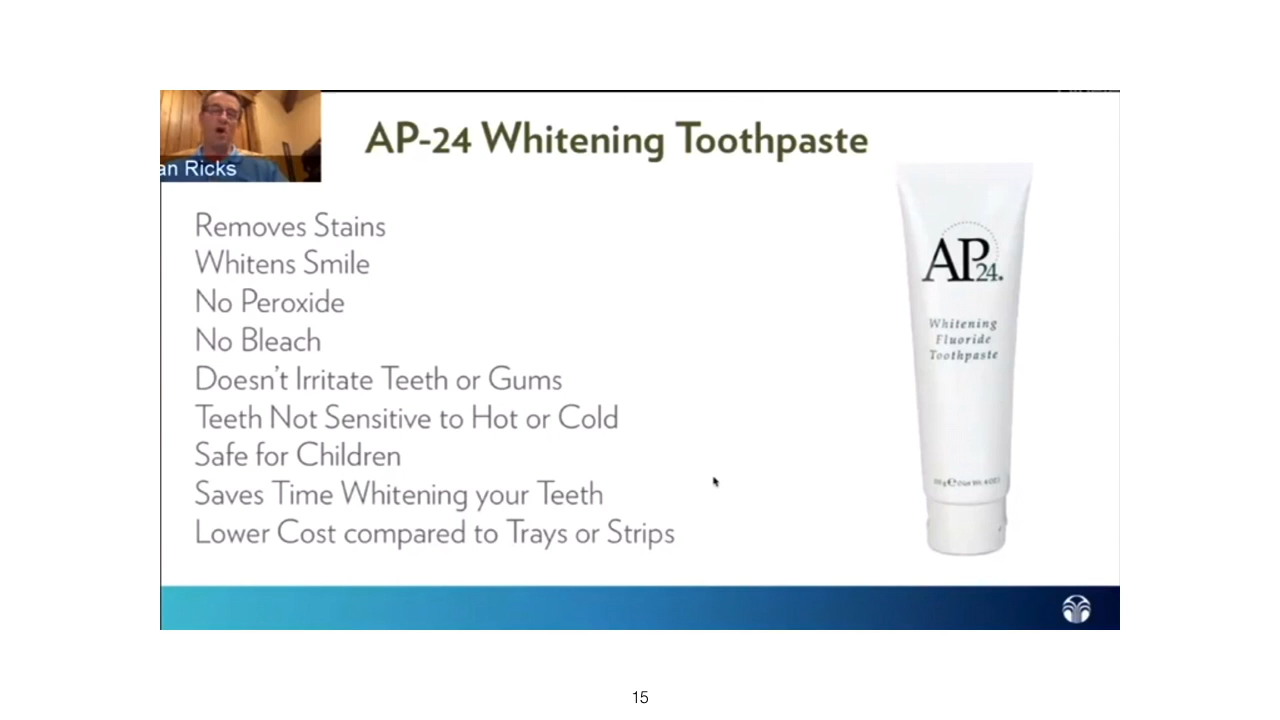 AP-24 Whitening Toothpaste
an Ricks
Removes Stains
Whitens Smile
No Peroxide
No Bleach
Doesn't Irritate Teeth or Gums
Teeth Not Sensitive to Hot or Cold
Safe for Children
Saves Time Whitening your Teeth
Lower Cost compared to Trays or Strips
AP
24.
Whitening
Fluoride
Toothpaste
15